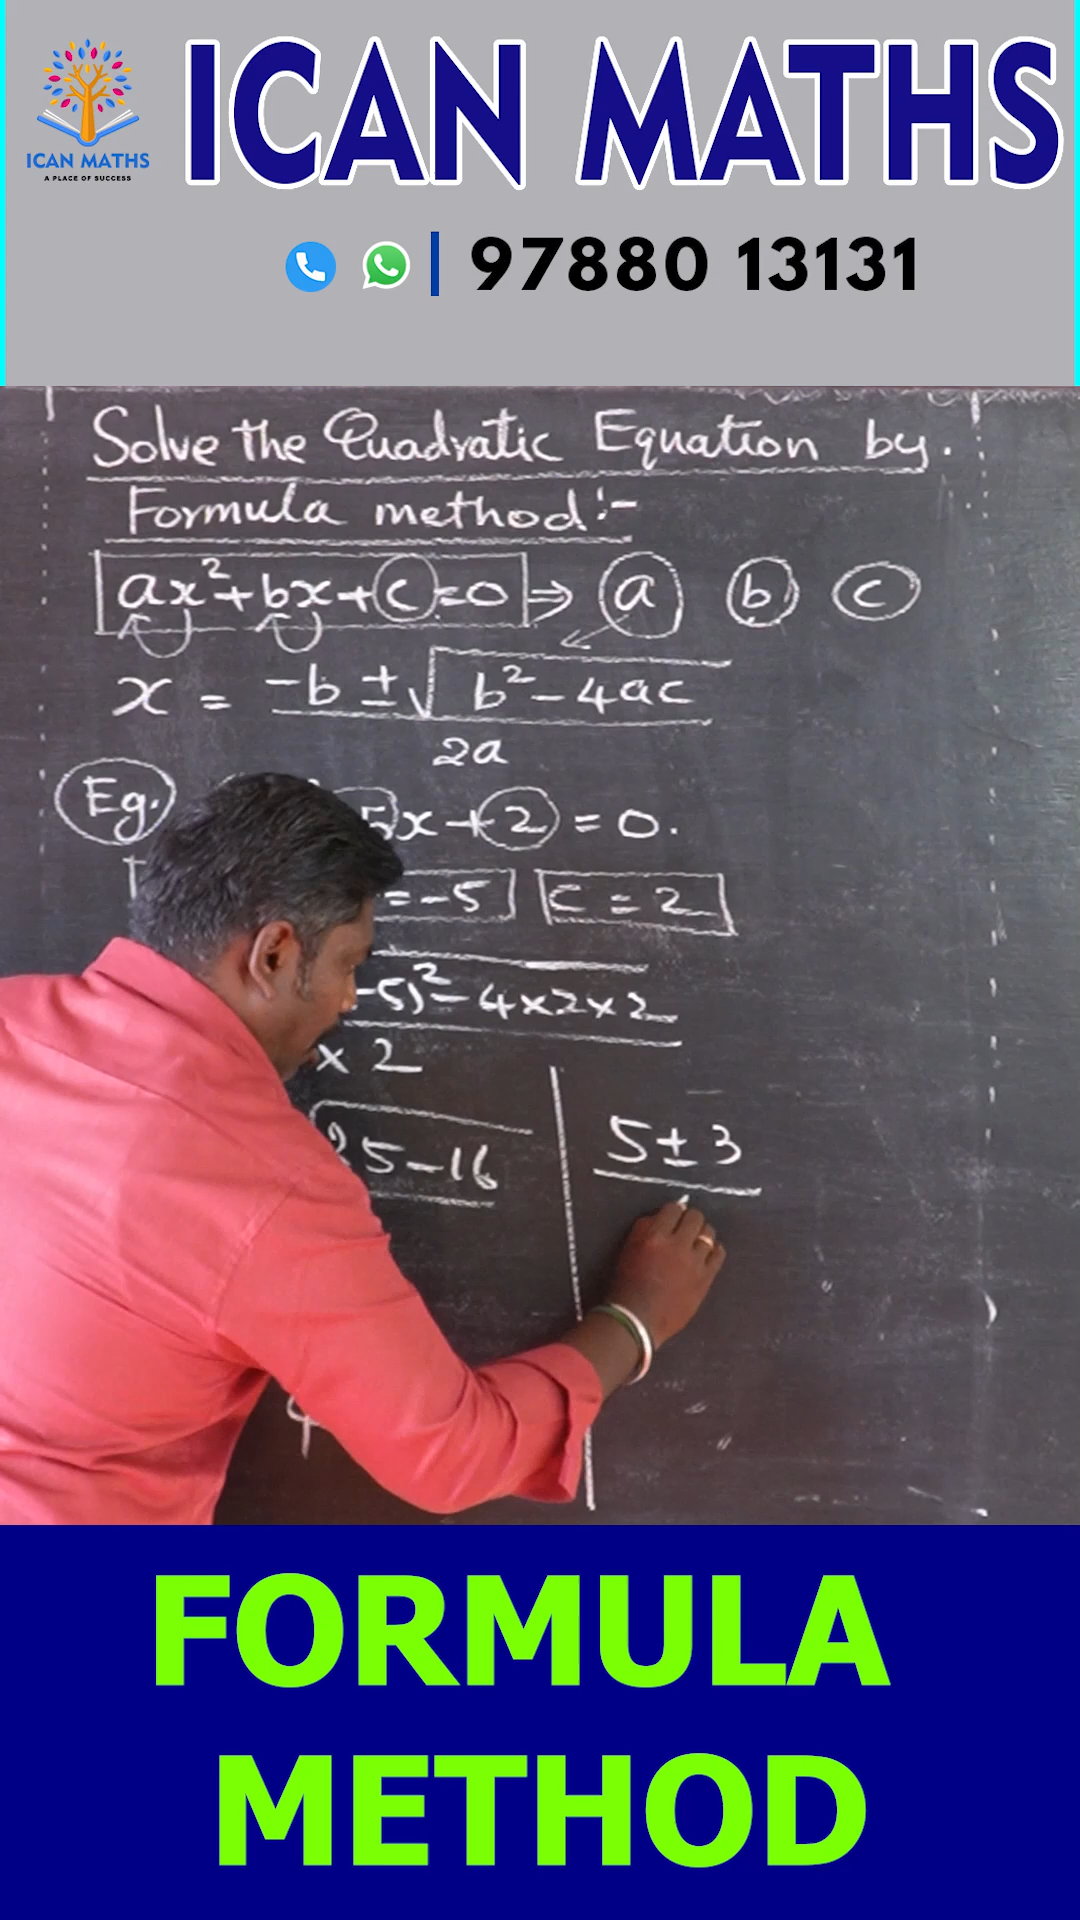 ICAN MATHS
ICAN MATHS
A PLACE OF SUCCESS
| 97880 13131
Solve the Quadratic Equation by.
Formula method:-
ax²+bx+c=0 ⇒ a b c
x = -b ± √b²-4ac
2a
Eg. 5x+2=0.
=-5 c=2
-5)²-4×2×2
× 2
25-16
5±3
FORMULA
METHOD